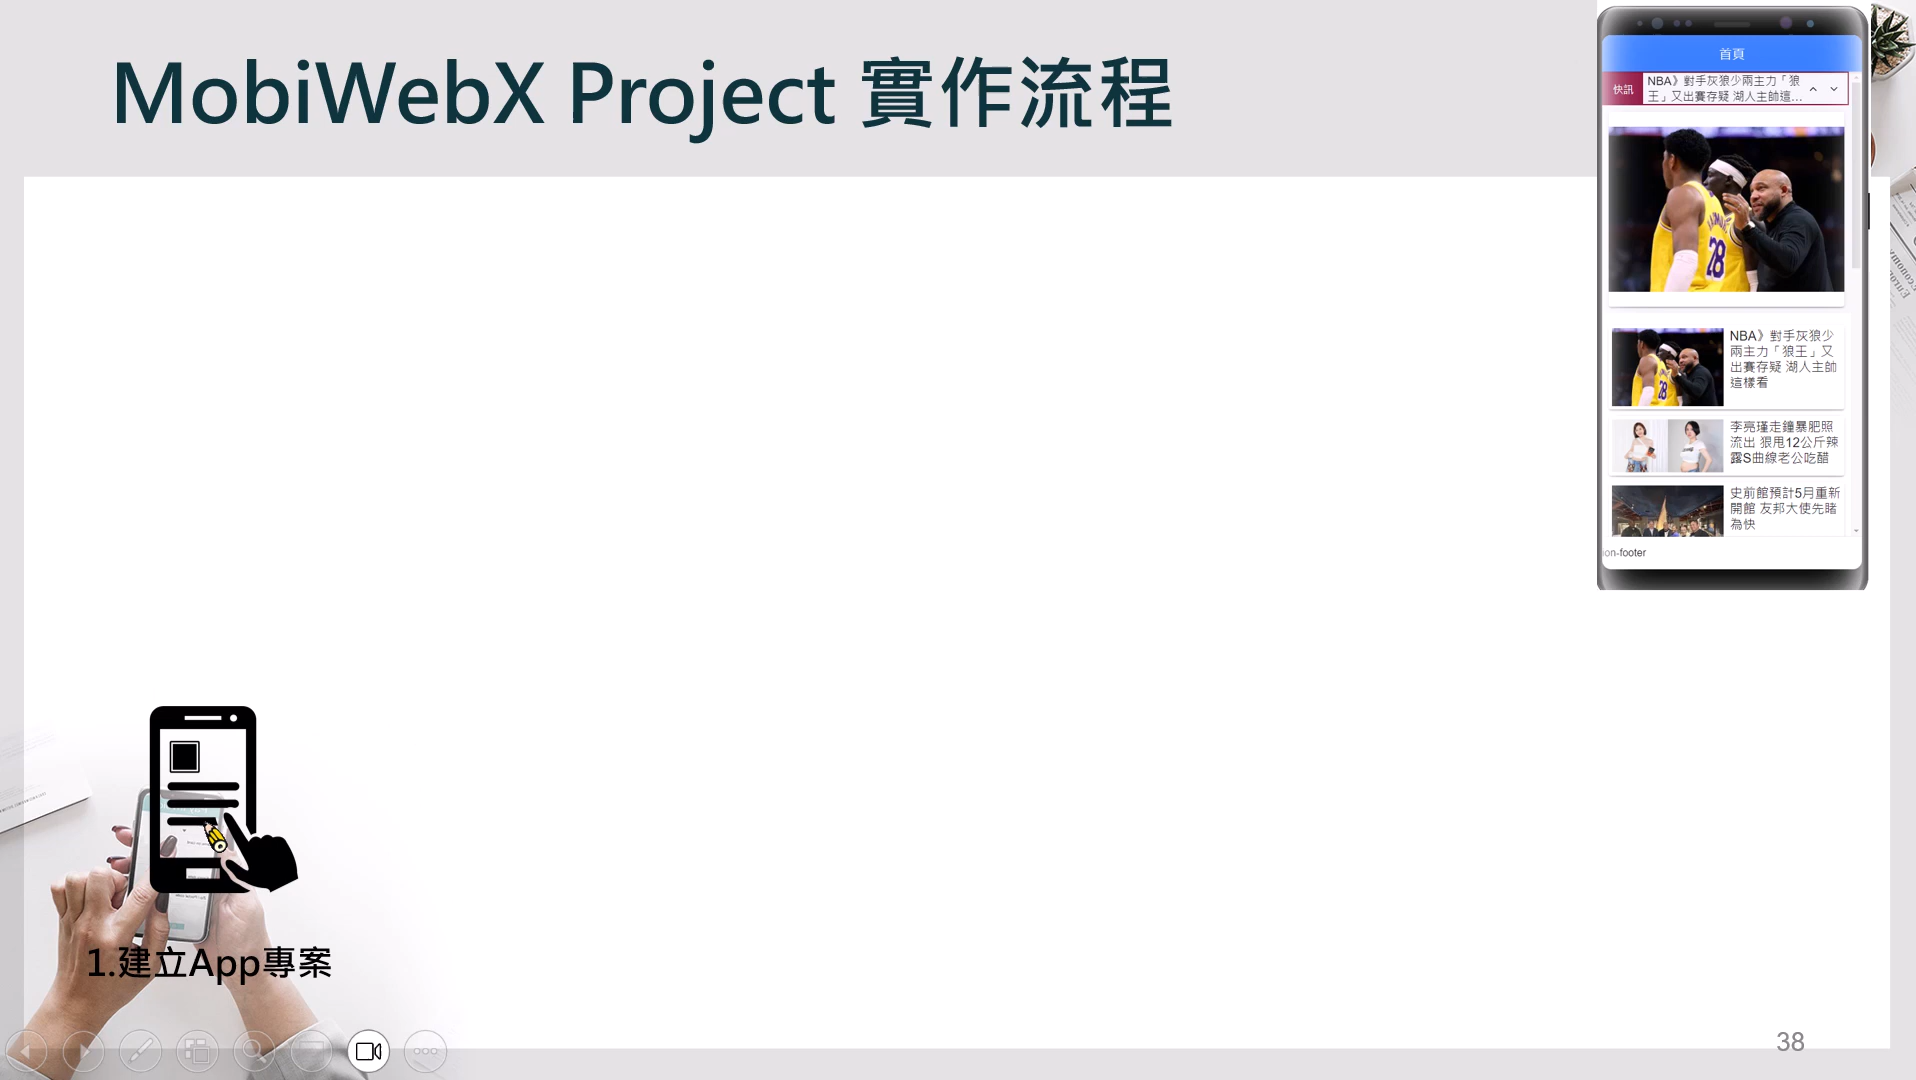 MobiWebX Project 實作流程
首頁
快訊
NBA》對手灰狼少兩主力「狼
王」又出賽存疑 湖人主帥這...
28
NBA》對手灰狼少
兩主力「狼王」又
出賽存疑 湖人主帥
這樣看
李亮瑾走鐘暴肥照
流出 狠甩12公斤辣
露S曲線老公吃醋
史前館預計5月重新
開館 友邦大使先睹
為快
ion-footer
1.建立App專案
38